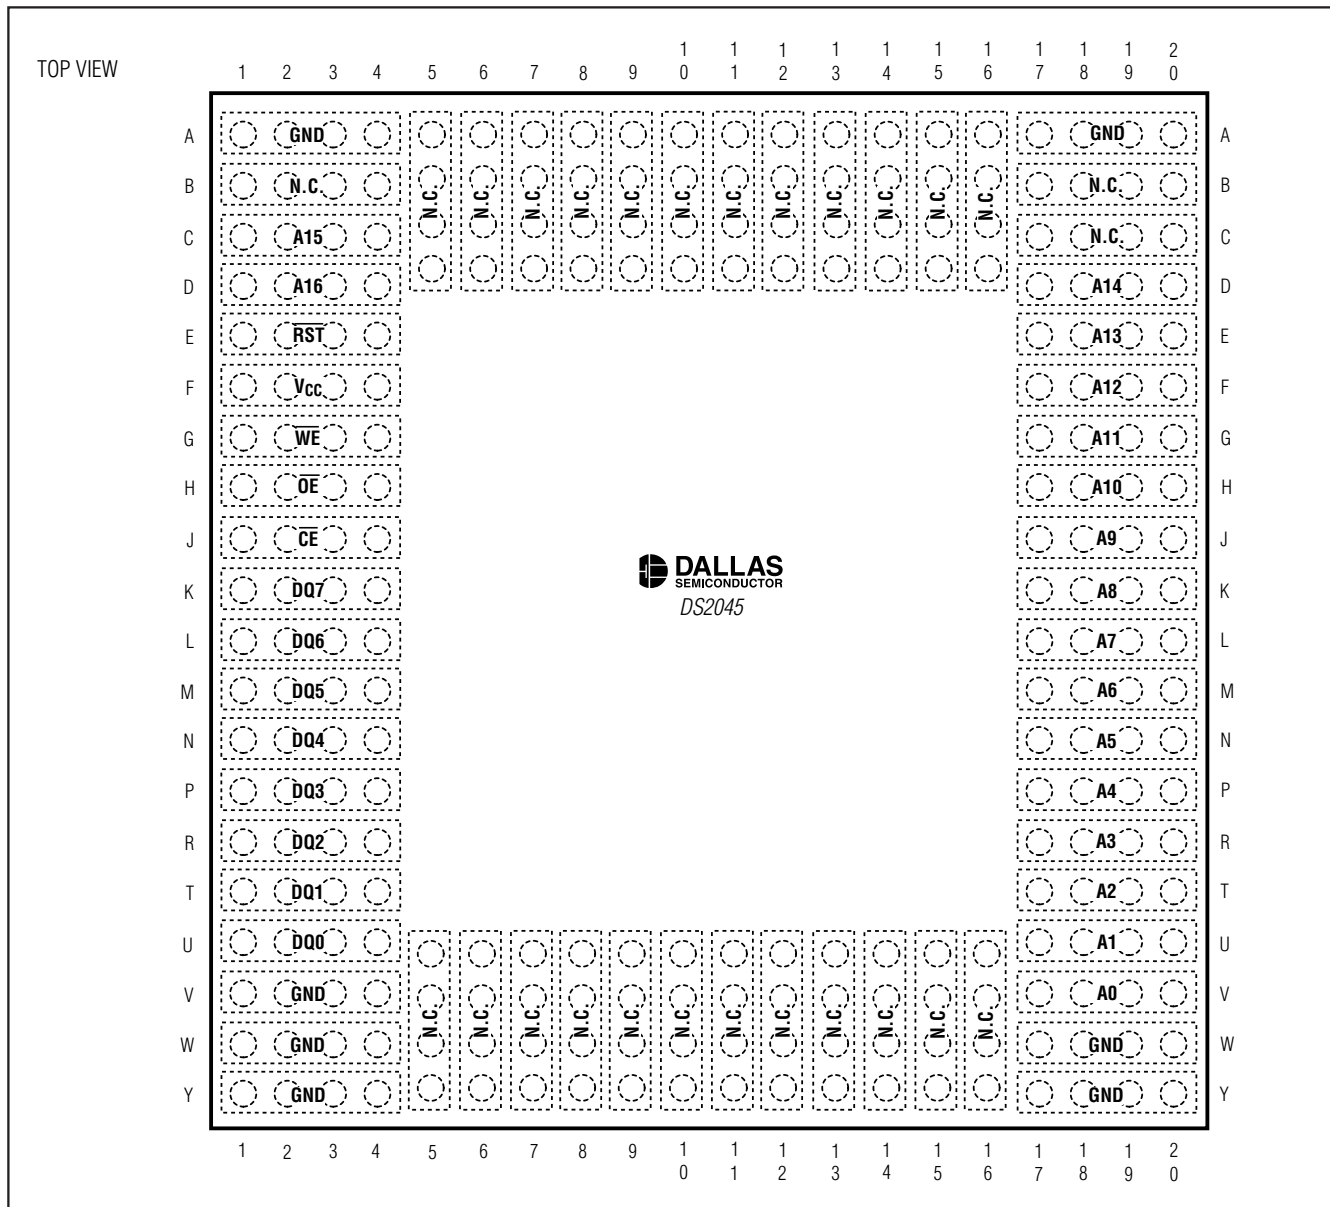 TOP VIEW 1 2 3 4 5 6 7 8 9 10 11 12 13 14 15 16 17 18 19 20
A GND GND A
B N.C. N.C. B
N.C. N.C. N.C. N.C. N.C. N.C. N.C. N.C. N.C. N.C. N.C. N.C.
C A15 N.C. C
D A16 A14 D
E RST A13 E
F VCC A12 F
G WE A11 G
H OE A10 H
J CE A9 J
K DQ7 A8 K
DALLAS
SEMICONDUCTOR
DS2045
L DQ6 A7 L
M DQ5 A6 M
N DQ4 A5 N
P DQ3 A4 P
R DQ2 A3 R
T DQ1 A2 T
U DQ0 A1 U
V GND A0 V
N.C. N.C. N.C. N.C. N.C. N.C. N.C. N.C. N.C. N.C. N.C. N.C.
W GND GND W
Y GND GND Y
1 2 3 4 5 6 7 8 9 10 11 12 13 14 15 16 17 18 19 20